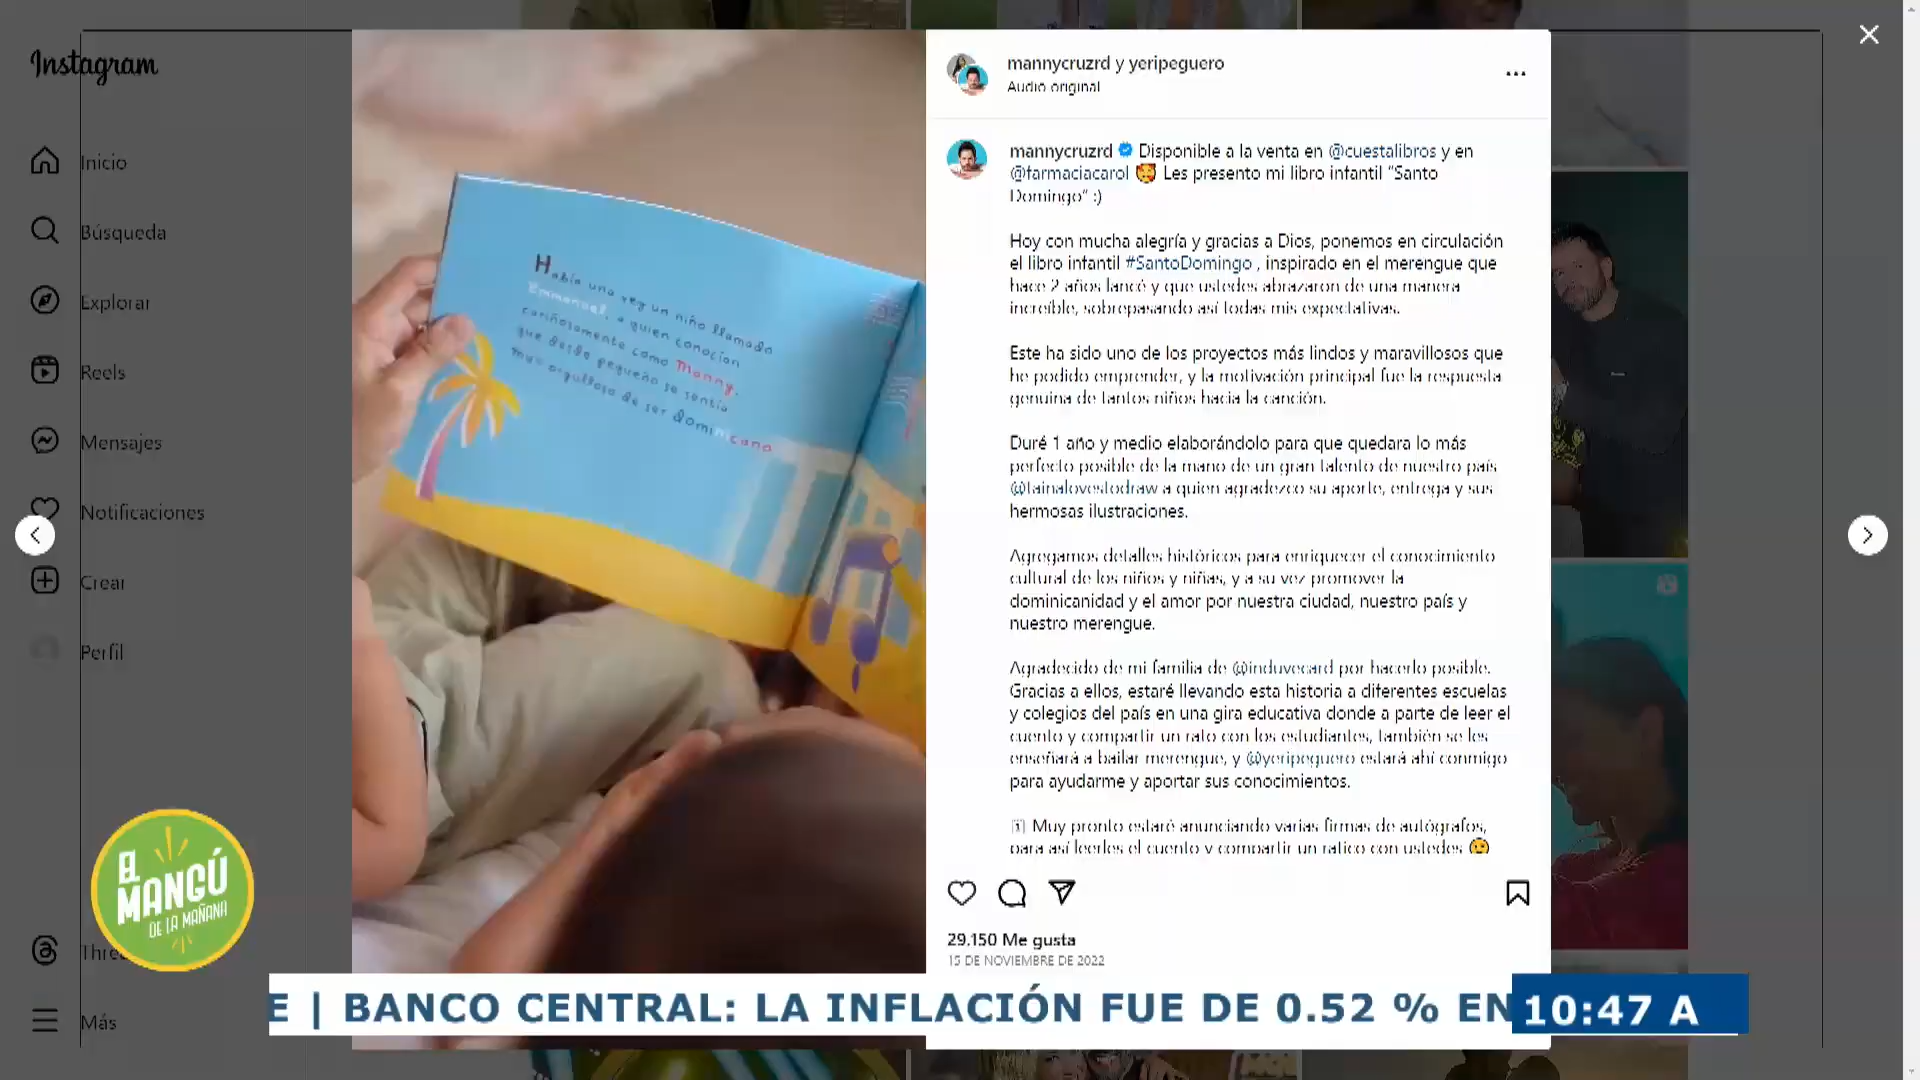 Instagram
Inicio
Búsqueda
Explorar
Reels
Mensajes
Notificaciones
Crear
Perfil
Más
Había una vez un niño llamado
Emmanuel, a quien conocían
cariñosamente como Manny,
que desde pequeño se sentía
muy orgulloso de ser dominicano
mannycruzrd y yeripeguero
Audio original
mannycruzrd Disponible a la venta en @cuestalibros y en
@farmaciacarol 🥰 Les presento mi libro infantil “Santo
Domingo” :)
Hoy con mucha alegría y gracias a Dios, ponemos en circulación
el libro infantil #SantoDomingo , inspirado en el merengue que
hace 2 años lancé y que ustedes abrazaron de una manera
increíble, sobrepasando así todas mis expectativas.
Este ha sido uno de los proyectos más lindos y maravillosos que
he podido emprender, y la motivación principal fue la respuesta
genuina de tantos niños hacia la canción.
Duré 1 año y medio elaborándolo para que quedara lo más
perfecto posible de la mano de un gran talento de nuestro país
@tainalovestodraw a quien agradezco su aporte, entrega y sus
hermosas ilustraciones.
Agregamos detalles históricos para enriquecer el conocimiento
cultural de los niños y niñas, y a su vez promover la
dominicanidad y el amor por nuestra ciudad, nuestro país y
nuestro merengue.
Agradecido de mi familia de @induvecard por hacerlo posible.
Gracias a ellos, estaré llevando esta historia a diferentes escuelas
y colegios del país en una gira educativa donde a parte de leer el
cuento y compartir un rato con los estudiantes, también se les
enseñará a bailar merengue, y @yeripeguero estará ahí conmigo
para ayudarme y aportar sus conocimientos.
Muy pronto estaré anunciando varias firmas de autógrafos,
para así leerles el cuento y compartir un ratico con ustedes 😉
29.150 Me gusta
15 DE NOVIEMBRE DE 2022
EL
MANGÚ
DE LA MAÑANA
E | BANCO CENTRAL: LA INFLACIÓN FUE DE 0.52 % EN
10:47 A